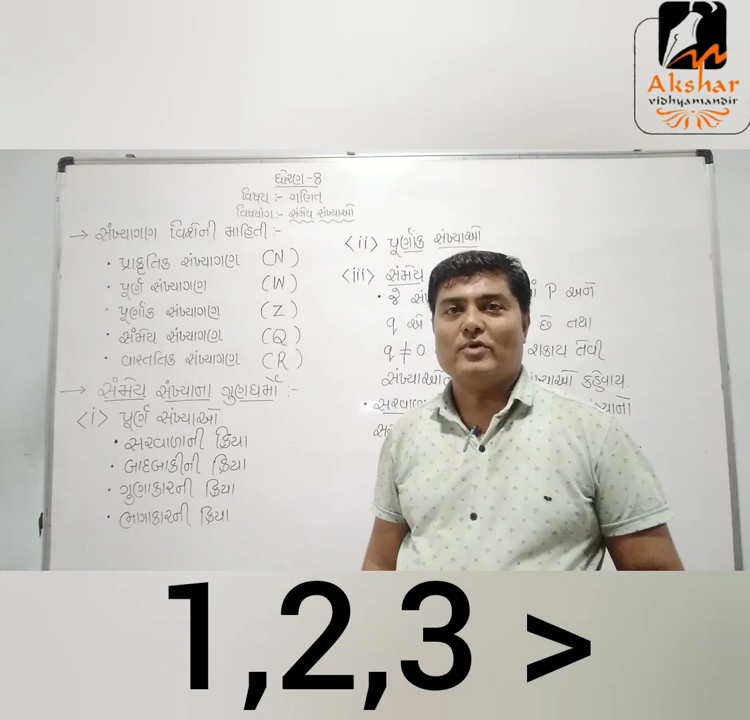 Akshar
vidhyamandir
ધોરણ-8
વિષય :- ગણિત
વિષયાંગ :- સંમેય સંખ્યાઓ
→ સંખ્યાગણ વિશેની માહિતી :-
• પ્રાકૃતિક સંખ્યાગણ (N)
• પૂર્ણ સંખ્યાગણ (W)
• પૂર્ણાંક સંખ્યાગણ (Z)
• સંમેય સંખ્યાગણ (Q)
• વાસ્તવિક સંખ્યાગણ (R)
→ સંમેય સંખ્યાના ગુણધર્મો :-
<i> પૂર્ણ સંખ્યાઓ
• સરવાળાની ક્રિયા
• બાદબાકીની ક્રિયા
• ગુણાકારની ક્રિયા
• ભાગાકારની ક્રિયા
<ii> પૂર્ણાંક સંખ્યાઓ
<iii> સંમેય
• જે P અને
q છે તથા
q ≠ 0 શકાય તેવી
કહેવાય
• સરવાળા
1,2,3 >